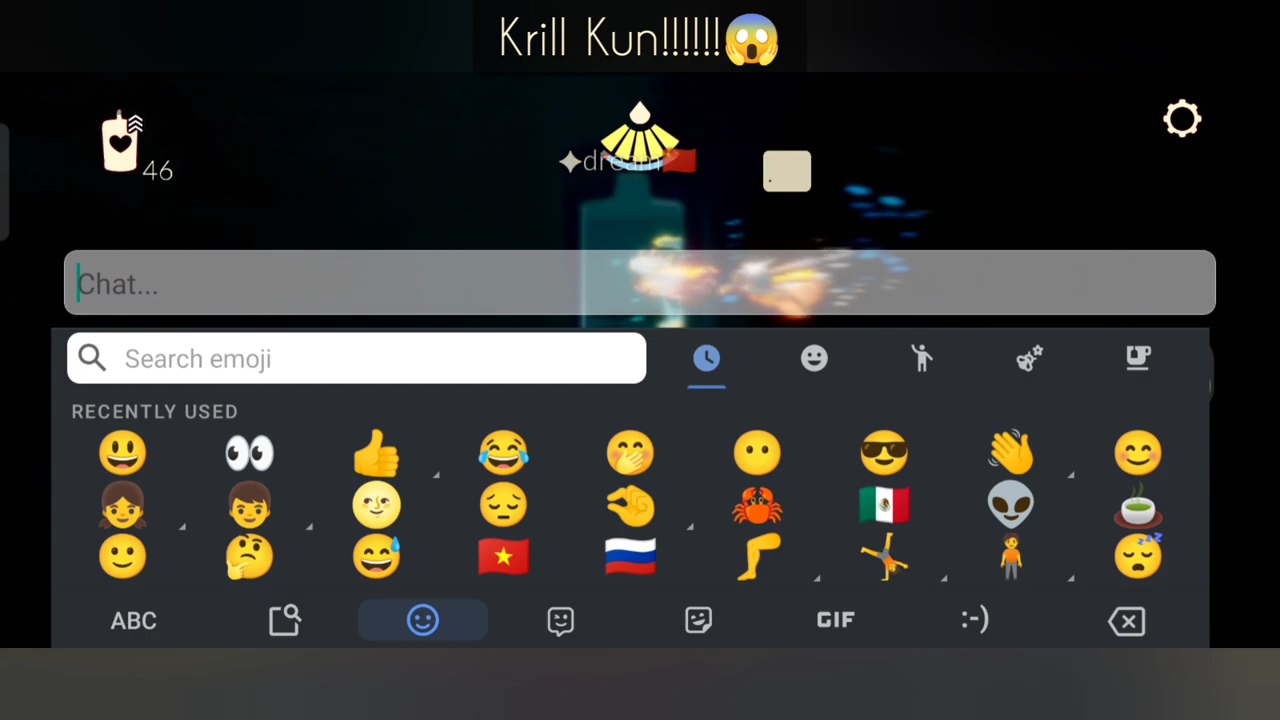 Krill Kun!!!!!!😱
46
✦dream
.
Chat...
Search emoji
RECENTLY USED
ABC
GIF
:-)